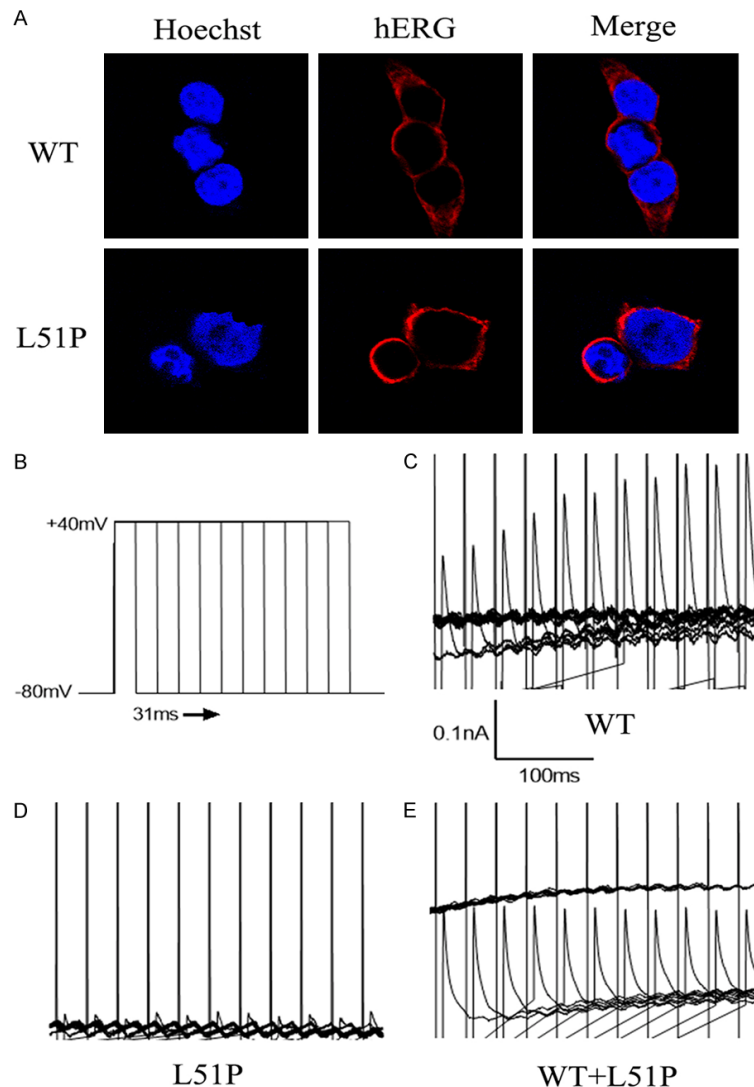 A
Hoechst hERG Merge
WT
L51P
B
+40mV
-80mV
31ms
C
0.1nA
100ms
WT
D
L51P
E
WT+L51P